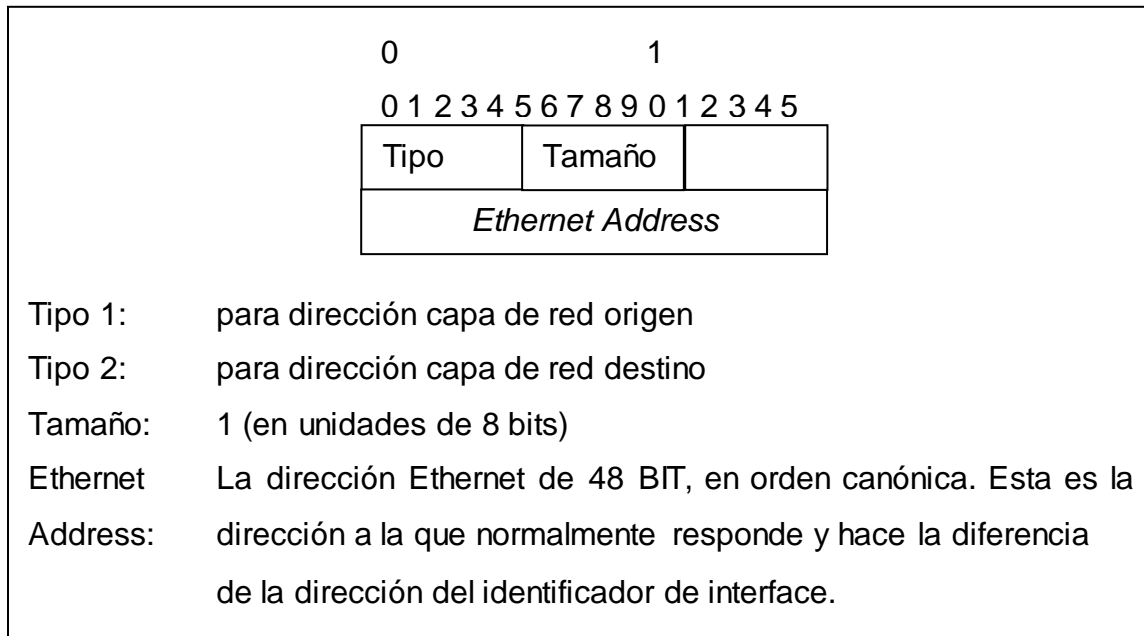 0 1
0 1 2 3 4 5 6 7 8 9 0 1 2 3 4 5
Tipo Tamaño
Ethernet Address
Tipo 1: para dirección capa de red origen
Tipo 2: para dirección capa de red destino
Tamaño: 1 (en unidades de 8 bits)
Ethernet La dirección Ethernet de 48 BIT, en orden canónica. Esta es la
Address: dirección a la que normalmente responde y hace la diferencia
de la dirección del identificador de interface.